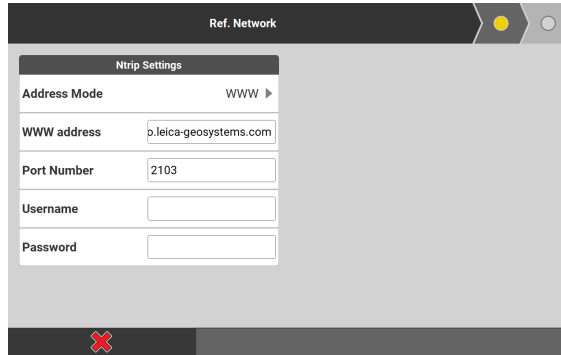 Ref. Network
Ntrip Settings
Address Mode WWW
WWW address o.leica-geosystems.com
Port Number 2103
Username
Password